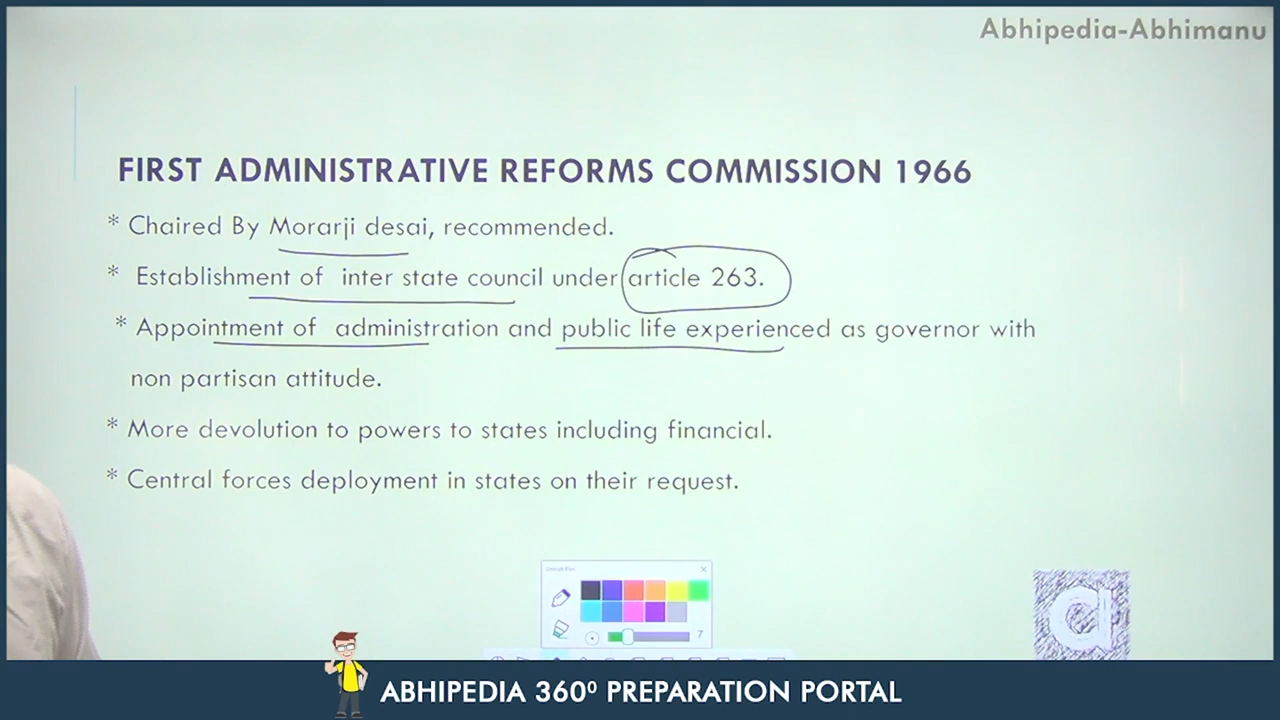 Abhipedia-Abhimanu
FIRST ADMINISTRATIVE REFORMS COMMISSION 1966
* Chaired By Morarji desai, recommended.
* Establishment of inter state council under article 263.
* Appointment of administration and public life experienced as governor with
non partisan attitude.
* More devolution to powers to states including financial.
* Central forces deployment in states on their request.
7
a
ABHIPEDIA 360⁰ PREPARATION PORTAL